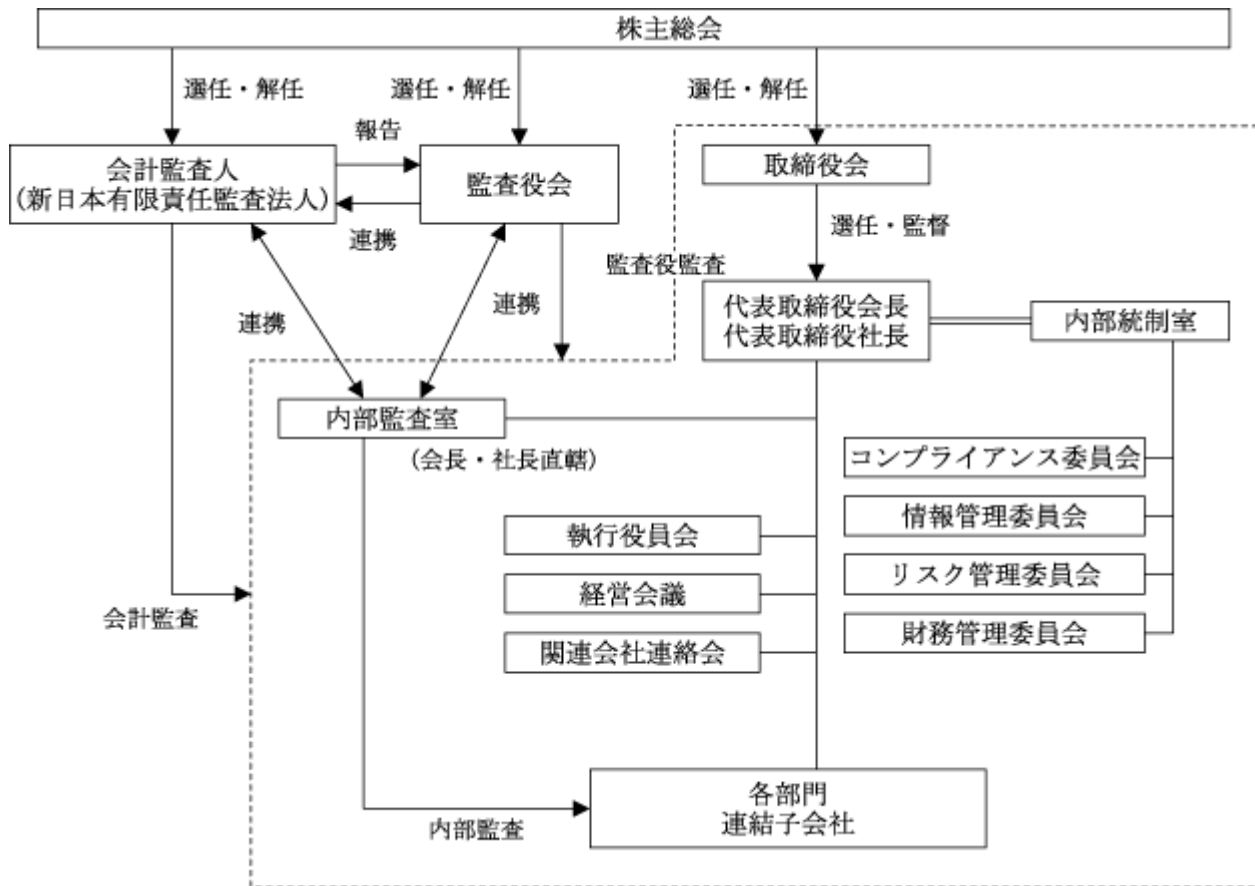 株主総会
選任・解任
選任・解任
選任・解任
報告
会計監査人
(新日本有限責任監査法人)
監査役会
取締役会
連携
選任・監督
監査役監査
連携
連携
代表取締役会長
代表取締役社長
内部統制室
内部監査室
(会長・社長直轄)
コンプライアンス委員会
情報管理委員会
執行役員会
リスク管理委員会
経営会議
会計監査
財務管理委員会
関連会社連絡会
各部門
連結子会社
内部監査